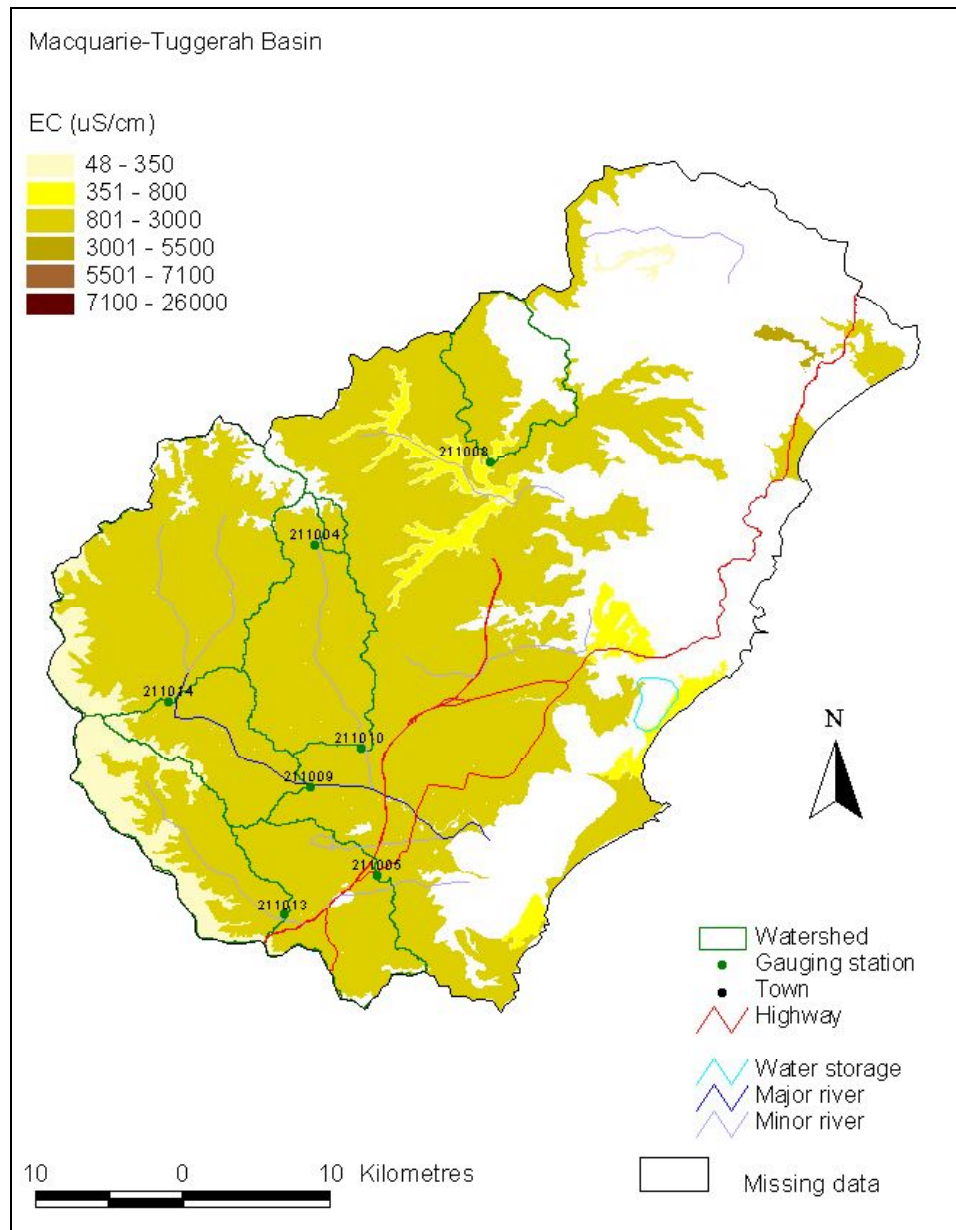 Macquarie-Tuggerah Basin
EC (uS/cm)
48 - 350
351 - 800
801 - 3000
3001 - 5500
5501 - 7100
7100 - 26000
211008
211004
211014
211010
211009
211005
211013
N
Watershed
Gauging station
Town
Highway
Water storage
Major river
Minor river
10 0 10 Kilometres
Missing data